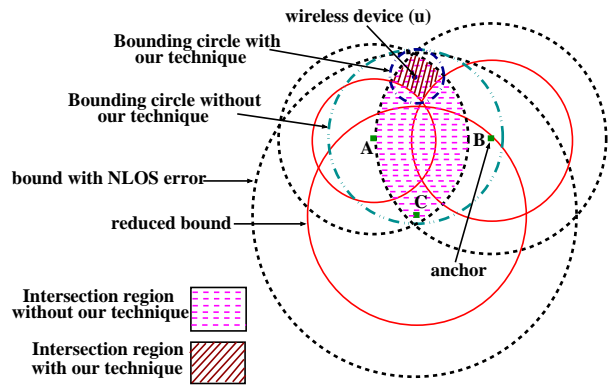 wireless device (u)
Bounding circle with
our technique
Bounding circle without
our technique
A
B
bound with NLOS error
C
reduced bound
anchor
Intersection region
without our technique
Intersection region
with our technique